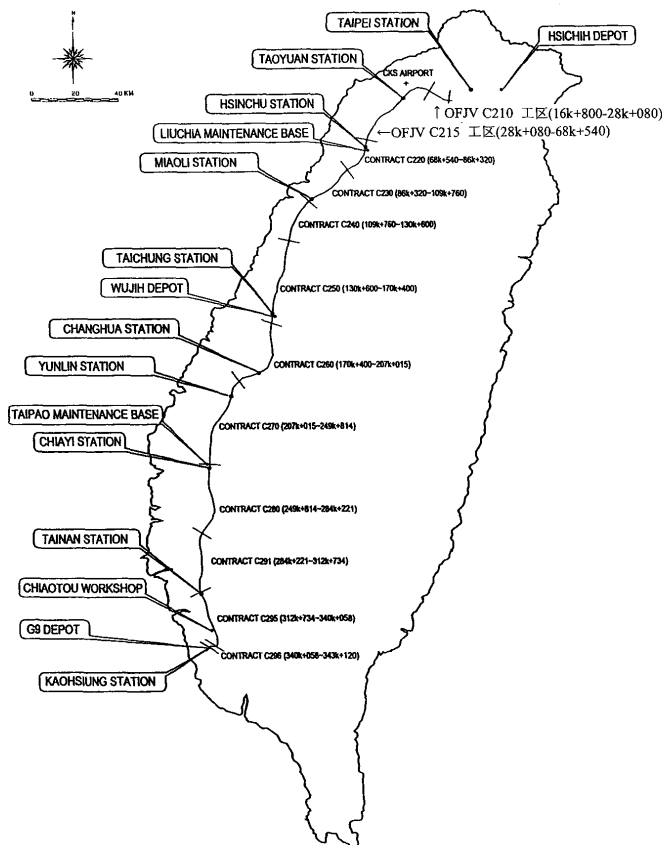 N
0 20 40 KM
TAIPEI STATION
HSICHIH DEPOT
TAOYUAN STATION
CKS AIRPORT
HSINCHU STATION
↑ OFJV C210 工区(16k+800-28k+080)
LIUCHIA MAINTENANCE BASE
←OFJV C215 工区(28k+080-68k+540)
MIAOLI STATION
CONTRACT C220 (68k+540~86k+320)
CONTRACT C230 (86k+320~109k+760)
CONTRACT C240 (109k+760~130k+600)
TAICHUNG STATION
WUJIH DEPOT
CONTRACT C250 (130k+600~170k+400)
CHANGHUA STATION
YUNLIN STATION
CONTRACT C260 (170k+400~207k+015)
TAIPAO MAINTENANCE BASE
CONTRACT C270 (207k+015~249k+814)
CHIAYI STATION
CONTRACT C280 (249k+814~284k+221)
TAINAN STATION
CONTRACT C291 (284k+221~312k+734)
CHIAOTOU WORKSHOP
CONTRACT C295 (312k+734~340k+058)
G9 DEPOT
CONTRACT C296 (340k+058~343k+120)
KAOHSIUNG STATION